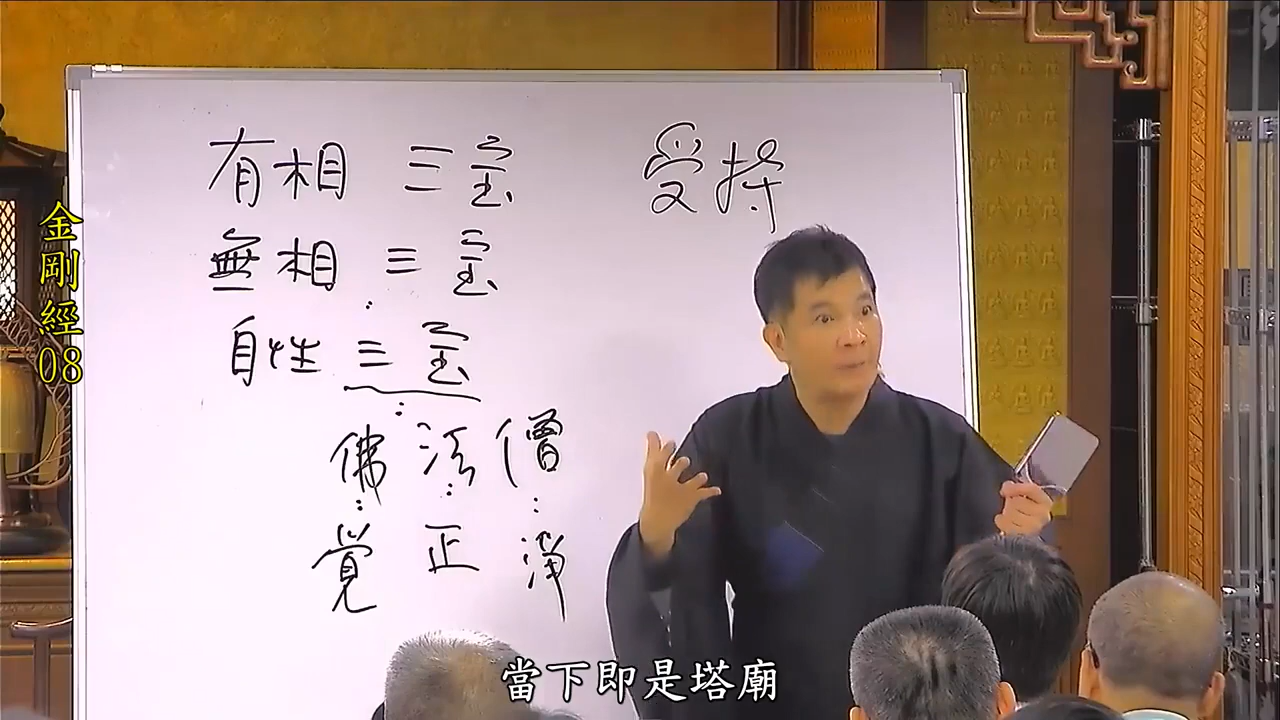 金剛經08
有相 三宝 受持
無相 三宝
自性 三宝
佛 法 僧
覺 正 淨
當下即是塔廟